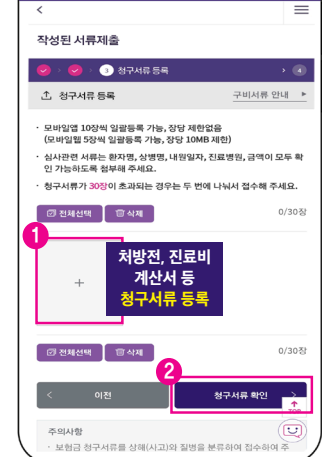 작성된 서류제출
3 청구서류 등록 > 4
청구서류 등록 구비서류 안내 ▶
· 모바일앱 10장씩 일괄등록 가능, 장당 제한없음
(모바일웹 5장씩 일괄등록 가능, 장당 10MB 제한)
· 심사관련 서류는 환자명, 상병명, 내원일자, 진료병원, 금액이 모두 확
인 가능하도록 첨부해 주세요.
· 청구서류가 30장이 초과되는 경우는 두 번에 나눠서 접수해 주세요.
전체선택 삭제 0/30장
1
+
처방전, 진료비
계산서 등
청구서류 등록
전체선택 삭제 0/30장
2
< 이전 청구서류 확인 >
TOP
주의사항
· 보험금 청구서류를 상해(사고)와 질병을 분류하여 접수하여 주